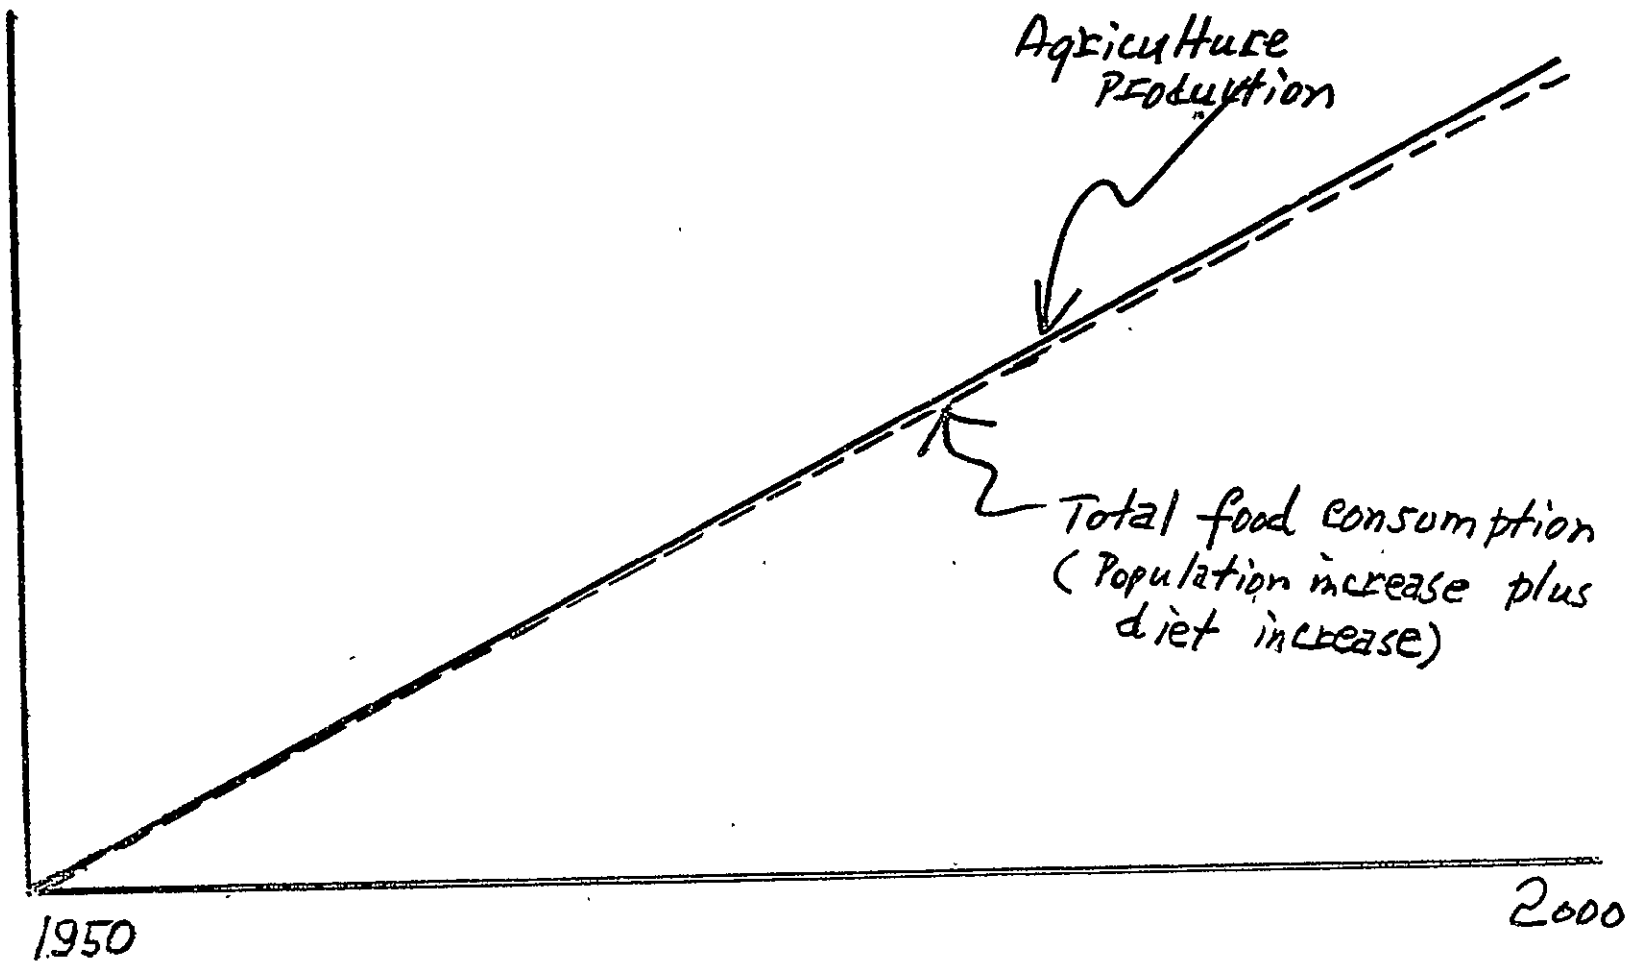 Agriculture
Production
Total food consumption
(Population increase plus
diet increase)
1950
2000